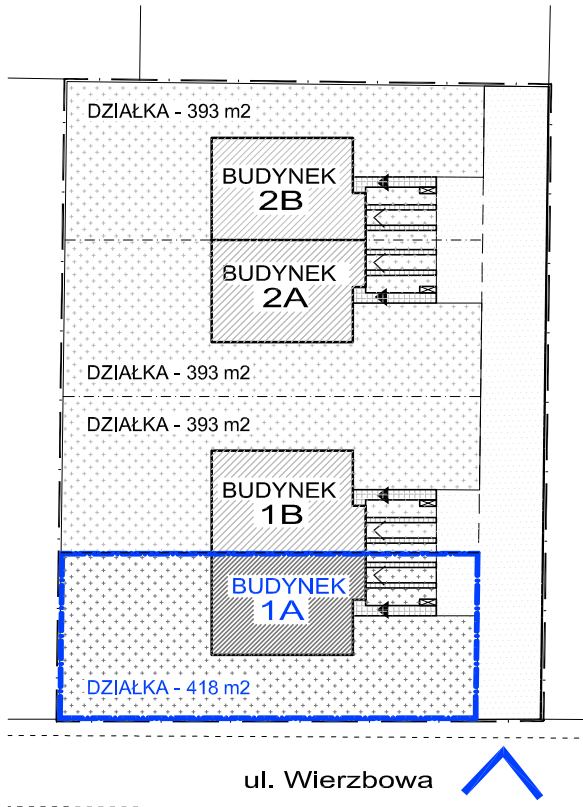 DZIAŁKA - 393 m2
BUDYNEK
2B
BUDYNEK
2A
DZIAŁKA - 393 m2
DZIAŁKA - 393 m2
BUDYNEK
1B
BUDYNEK
1A
DZIAŁKA - 418 m2
ul. Wierzbowa